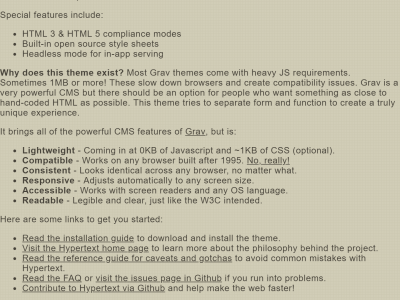 Special features include:
HTML 3 & HTML 5 compliance modes
Built-in open source style sheets
Headless mode for in-app serving
Why does this theme exist? Most Grav themes come with heavy JS requirements.
Sometimes 1MB or more! These slow down browsers and create compatibility issues. Grav is a
very powerful CMS but there should be an option for people who want something as close to
hand-coded HTML as possible. This theme tries to separate form and function to create a truly
unique experience.
It brings all of the powerful CMS features of Grav, but is:
Lightweight - Coming in at 0KB of Javascript and ~1KB of CSS (optional).
Compatible - Works on any browser built after 1995. No, really!
Consistent - Looks identical across any browser, no matter what.
Responsive - Adjusts automatically to any screen size.
Accessible - Works with screen readers and any OS language.
Readable - Legible and clear, just like the W3C intended.
Here are some links to get you started:
Read the installation guide to download and install the theme.
Visit the Hypertext home page to learn more about the philosophy behind the project.
Read the reference guide for caveats and gotchas to avoid common mistakes with
Hypertext.
Read the FAQ or visit the issues page in Github if you run into problems.
Contribute to Hypertext via Github and help make the web faster!